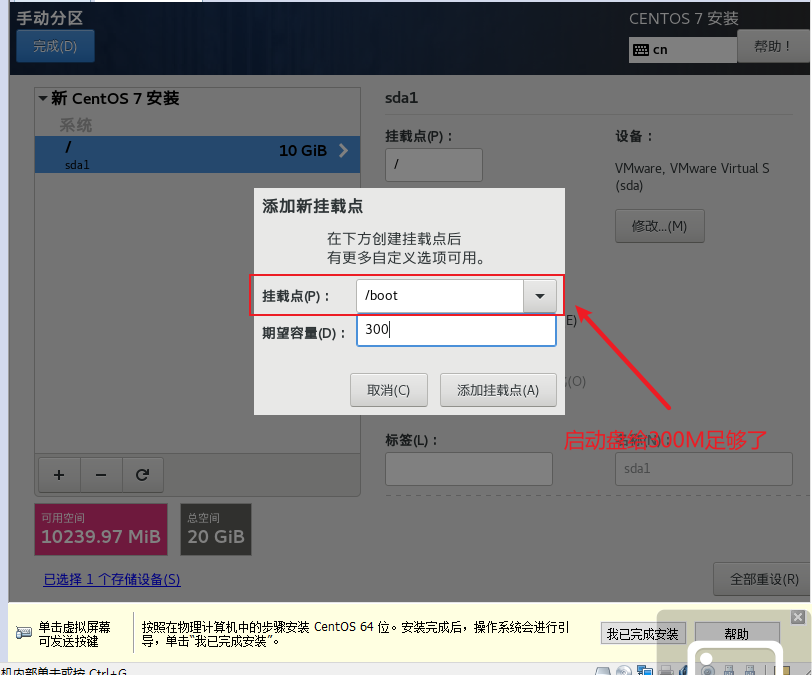 手动分区
CENTOS 7 安装
完成(D)
cn
帮助！
新 CentOS 7 安装
系统
/
10 GiB
sda1
sda1
挂载点(P)：
/
设备：
VMware, VMware Virtual S
(sda)
修改...(M)
添加新挂载点
在下方创建挂载点后
有更多自定义选项可用。
挂载点(P)：
/boot
期望容量(D)：
300
E)
取消(C)
添加挂载点(A)
(O)
启动盘给300M足够了
标签(L)：
名称(N)：
sda1
+
−
可用空间
10239.97 MiB
总空间
20 GiB
已选择 1 个存储设备(S)
全部重设(R)
单击虚拟屏幕
可发送按键
按照在物理计算机中的步骤安装 CentOS 64 位。安装完成后，操作系统会进行引
导，单击"我已完成安装"。
我已完成安装
帮助
机内部单击或按 Ctrl+G